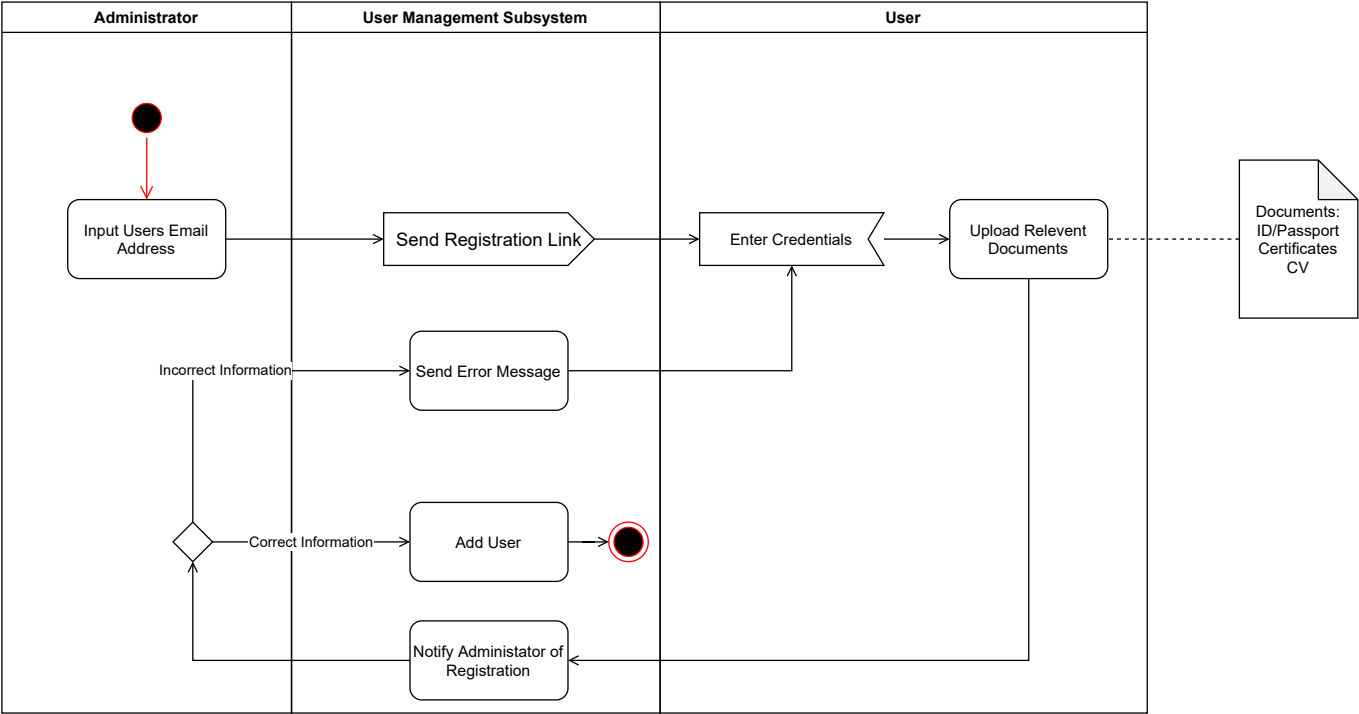 Administrator
User Management Subsystem
User
Input Users Email
Address
Send Registration Link
Enter Credentials
Upload Relevent
Documents
Documents:
ID/Passport
Certificates
CV
Incorrect Information
Send Error Message
Correct Information
Add User
Notify Administator of
Registration